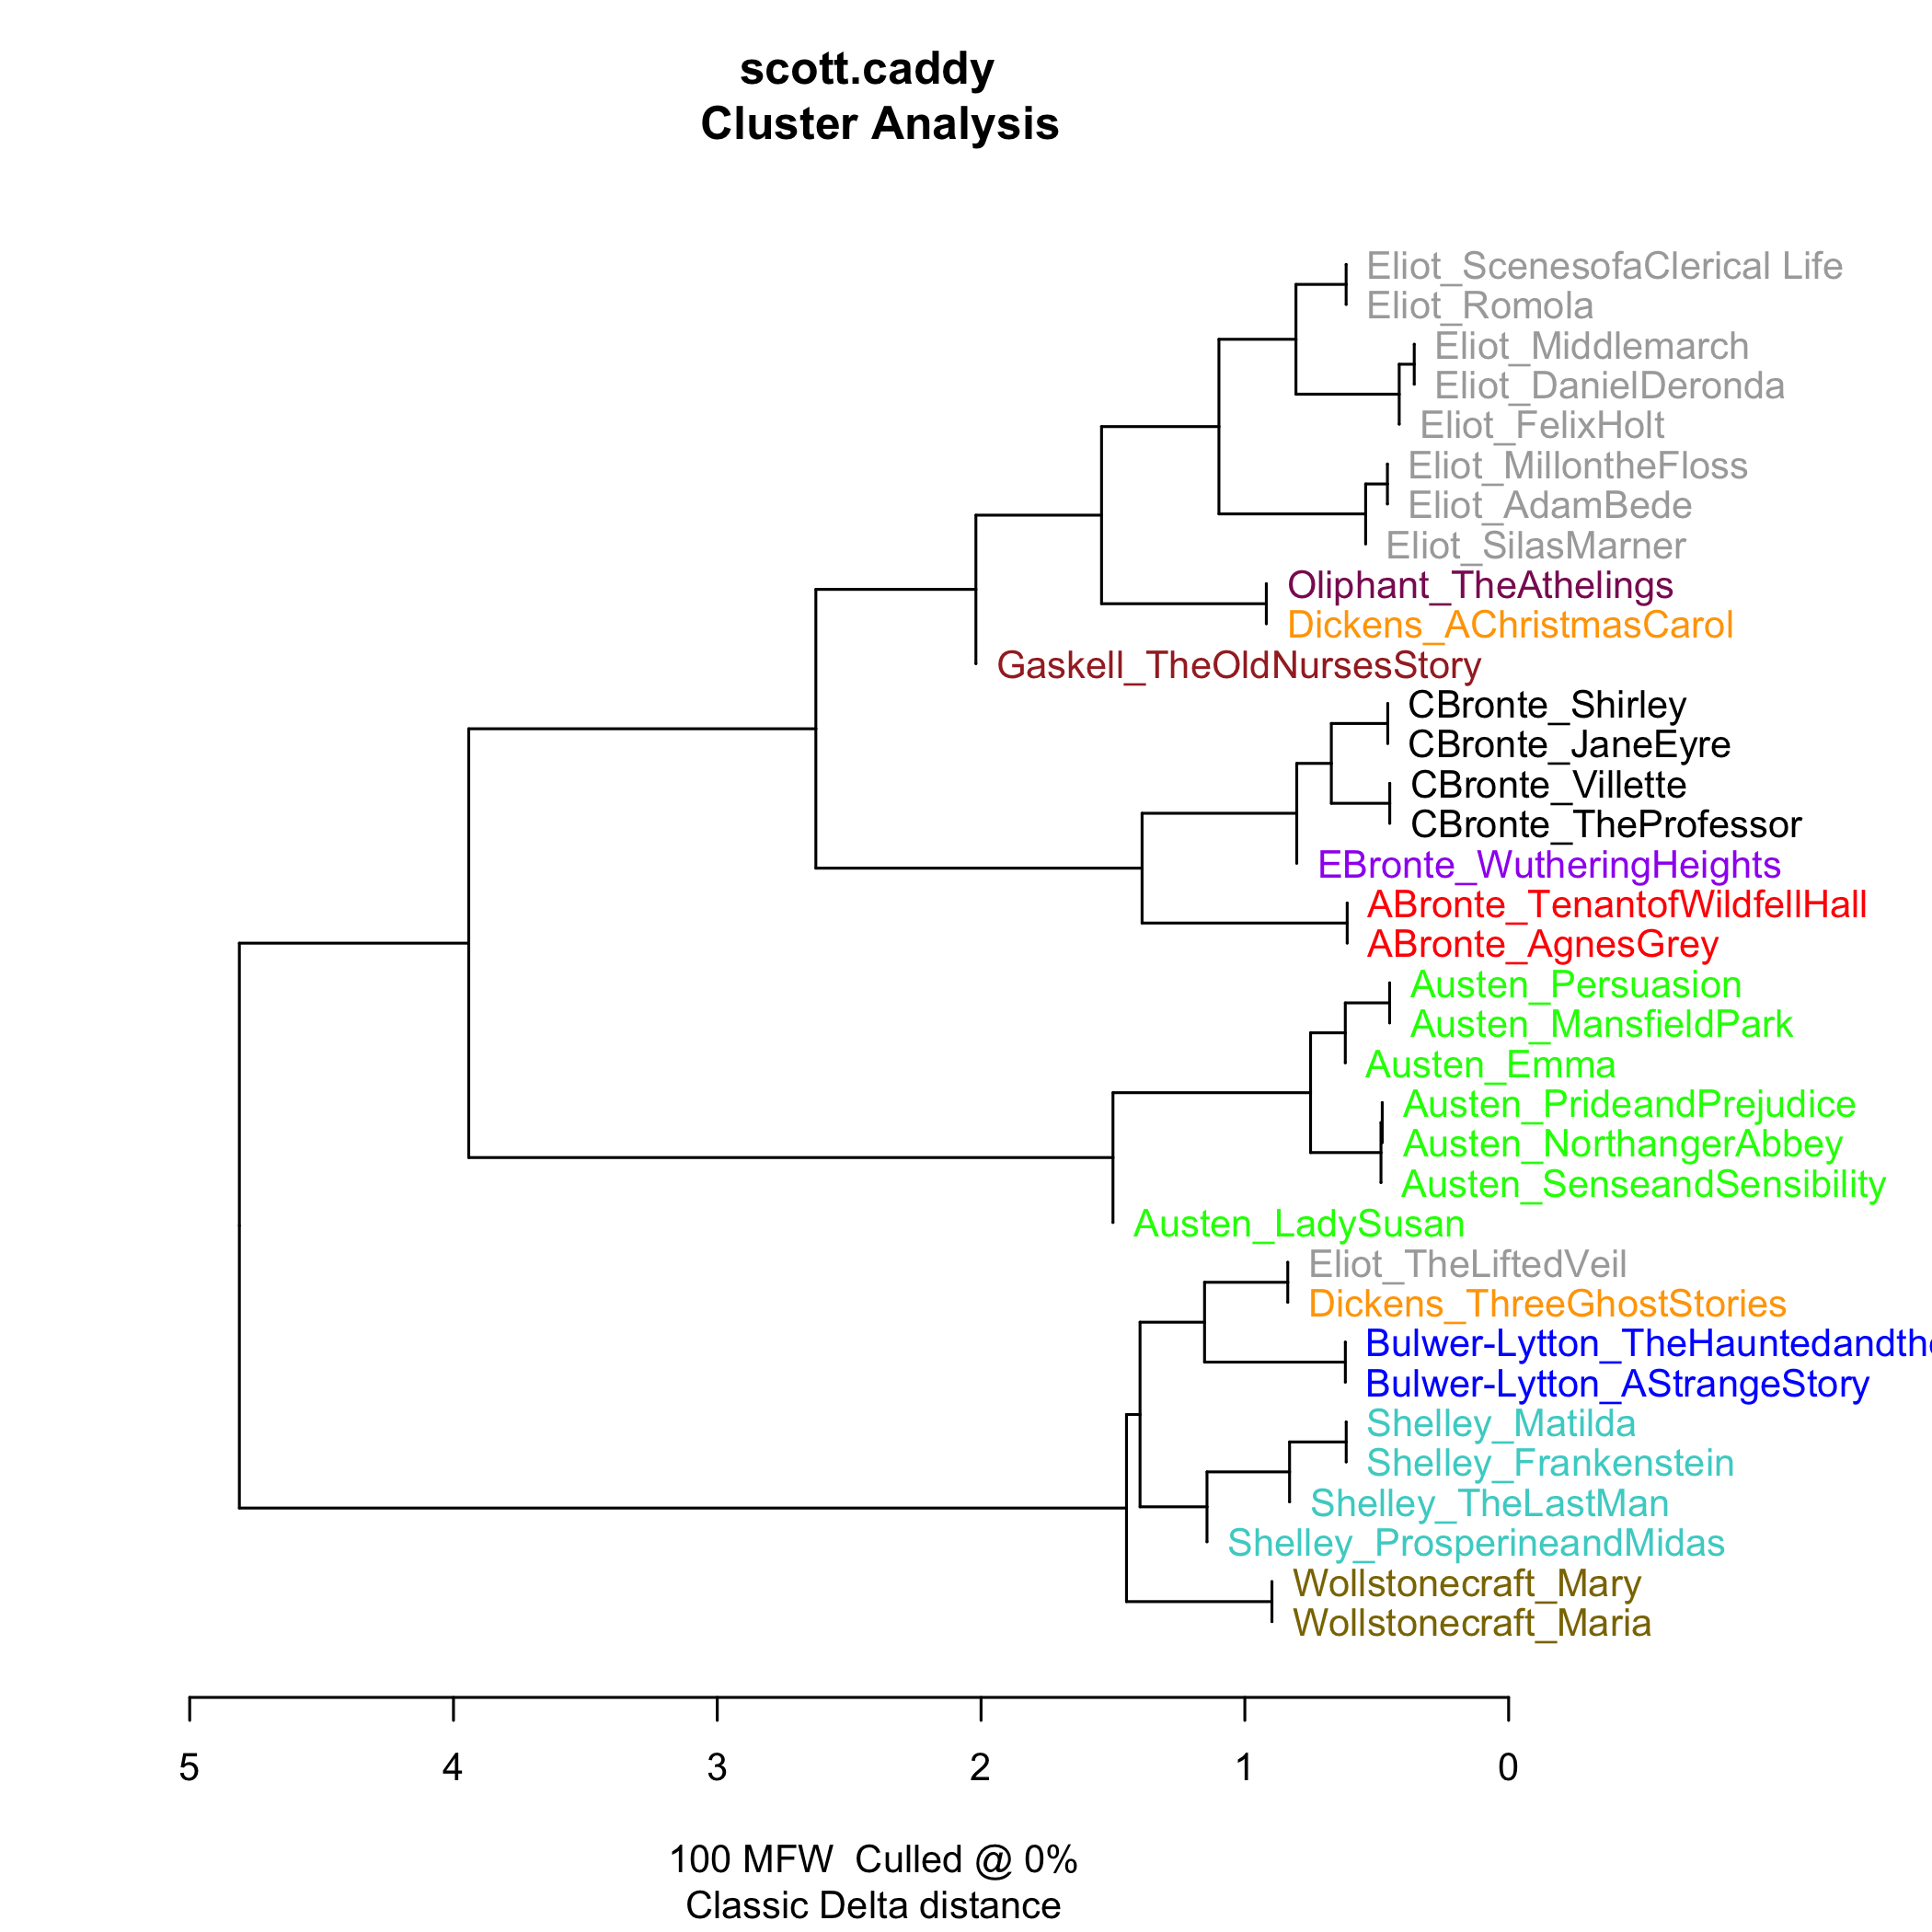 scott.caddy
Cluster Analysis
Eliot_ScenesofaClerical Life
Eliot_Romola
Eliot_Middlemarch
Eliot_DanielDeronda
Eliot_FelixHolt
Eliot_MillontheFloss
Eliot_AdamBede
Eliot_SilasMarner
Oliphant_TheAthelings
Dickens_AChristmasCarol
Gaskell_TheOldNursesStory
CBronte_Shirley
CBronte_JaneEyre
CBronte_Villette
CBronte_TheProfessor
EBronte_WutheringHeights
ABronte_TenantofWildfellHall
ABronte_AgnesGrey
Austen_Persuasion
Austen_MansfieldPark
Austen_Emma
Austen_PrideandPrejudice
Austen_NorthangerAbbey
Austen_SenseandSensibility
Austen_LadySusan
Eliot_TheLiftedVeil
Dickens_ThreeGhostStories
Bulwer-Lytton_TheHauntedandthe
Bulwer-Lytton_AStrangeStory
Shelley_Matilda
Shelley_Frankenstein
Shelley_TheLastMan
Shelley_ProsperineandMidas
Wollstonecraft_Mary
Wollstonecraft_Maria
5 4 3 2 1 0
100 MFW  Culled @ 0%
Classic Delta distance